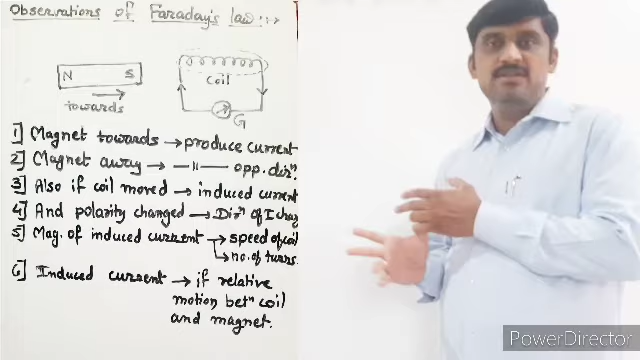 Observations of Faraday's law :-
N S
towards
coil
G
1] Magnet towards → produce current
2] Magnet away → —〃— opp. dirⁿ
3] Also if coil moved → induced current
4] And polarity changed → Dirⁿ of I chag
5] Mag. of induced current → speed of coil
↳ no. of turns.
6] Induced current → if relative
motion betⁿ coil
and magnet.
PowerDirector